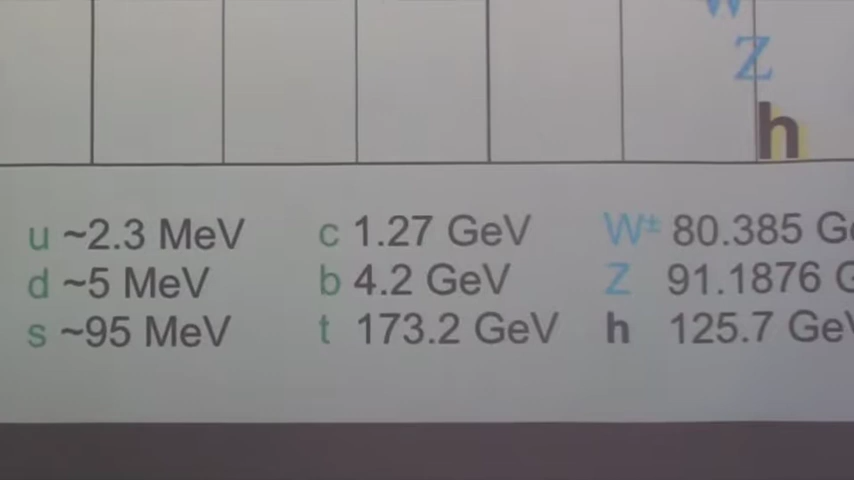 W
Z
h
u ~2.3 MeV c 1.27 GeV W± 80.385 G
d ~5 MeV b 4.2 GeV Z 91.1876 G
s ~95 MeV t 173.2 GeV h 125.7 GeV